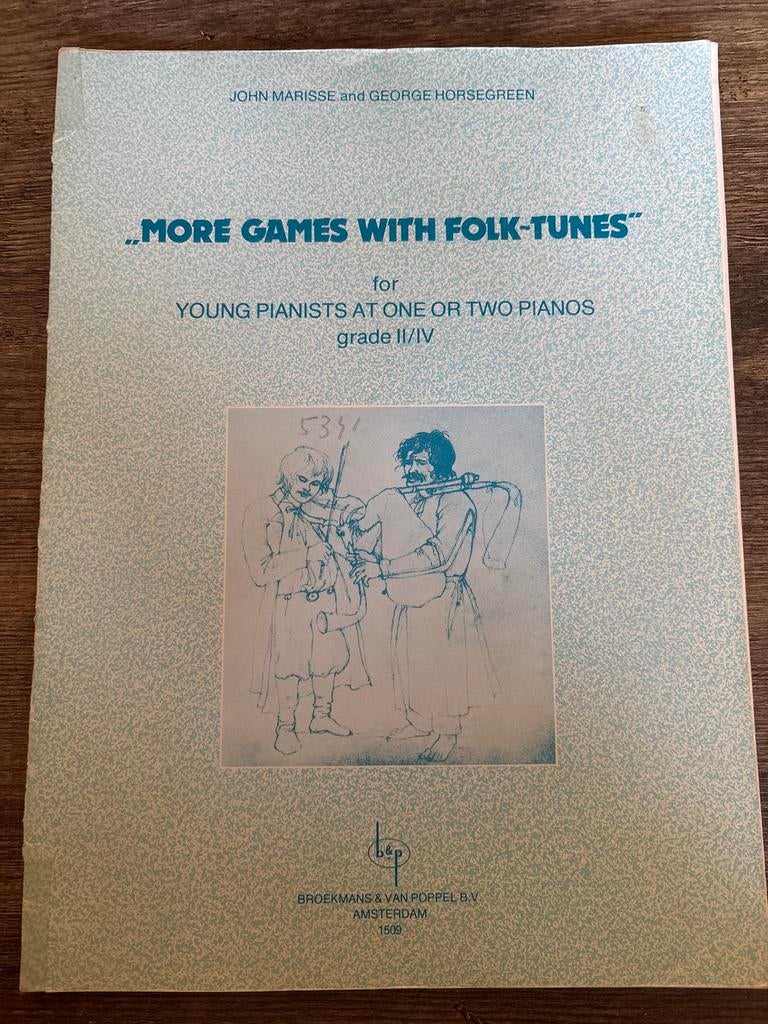 JOHN MARISSE and GEORGE HORSEGREEN
„MORE GAMES WITH FOLK~TUNES”
for
YOUNG PIANISTS AT ONE OR TWO PIANOS
grade II/IV
5341
b&p
BROEKMANS & VAN POPPEL B.V.
AMSTERDAM
1509